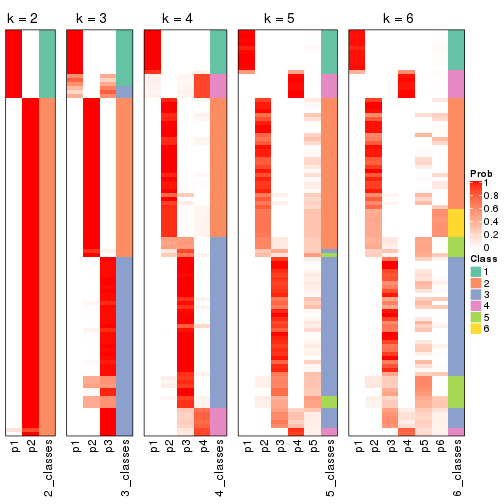 k = 2
k = 3
k = 4
k = 5
k = 6
Prob
1
0.8
0.6
0.4
0.2
0
Class
1
2
3
4
5
6
p1
p2
2_classes
p1
p2
p3
3_classes
p1
p2
p3
p4
4_classes
p1
p2
p3
p4
p5
5_classes
p1
p2
p3
p4
p5
p6
6_classes